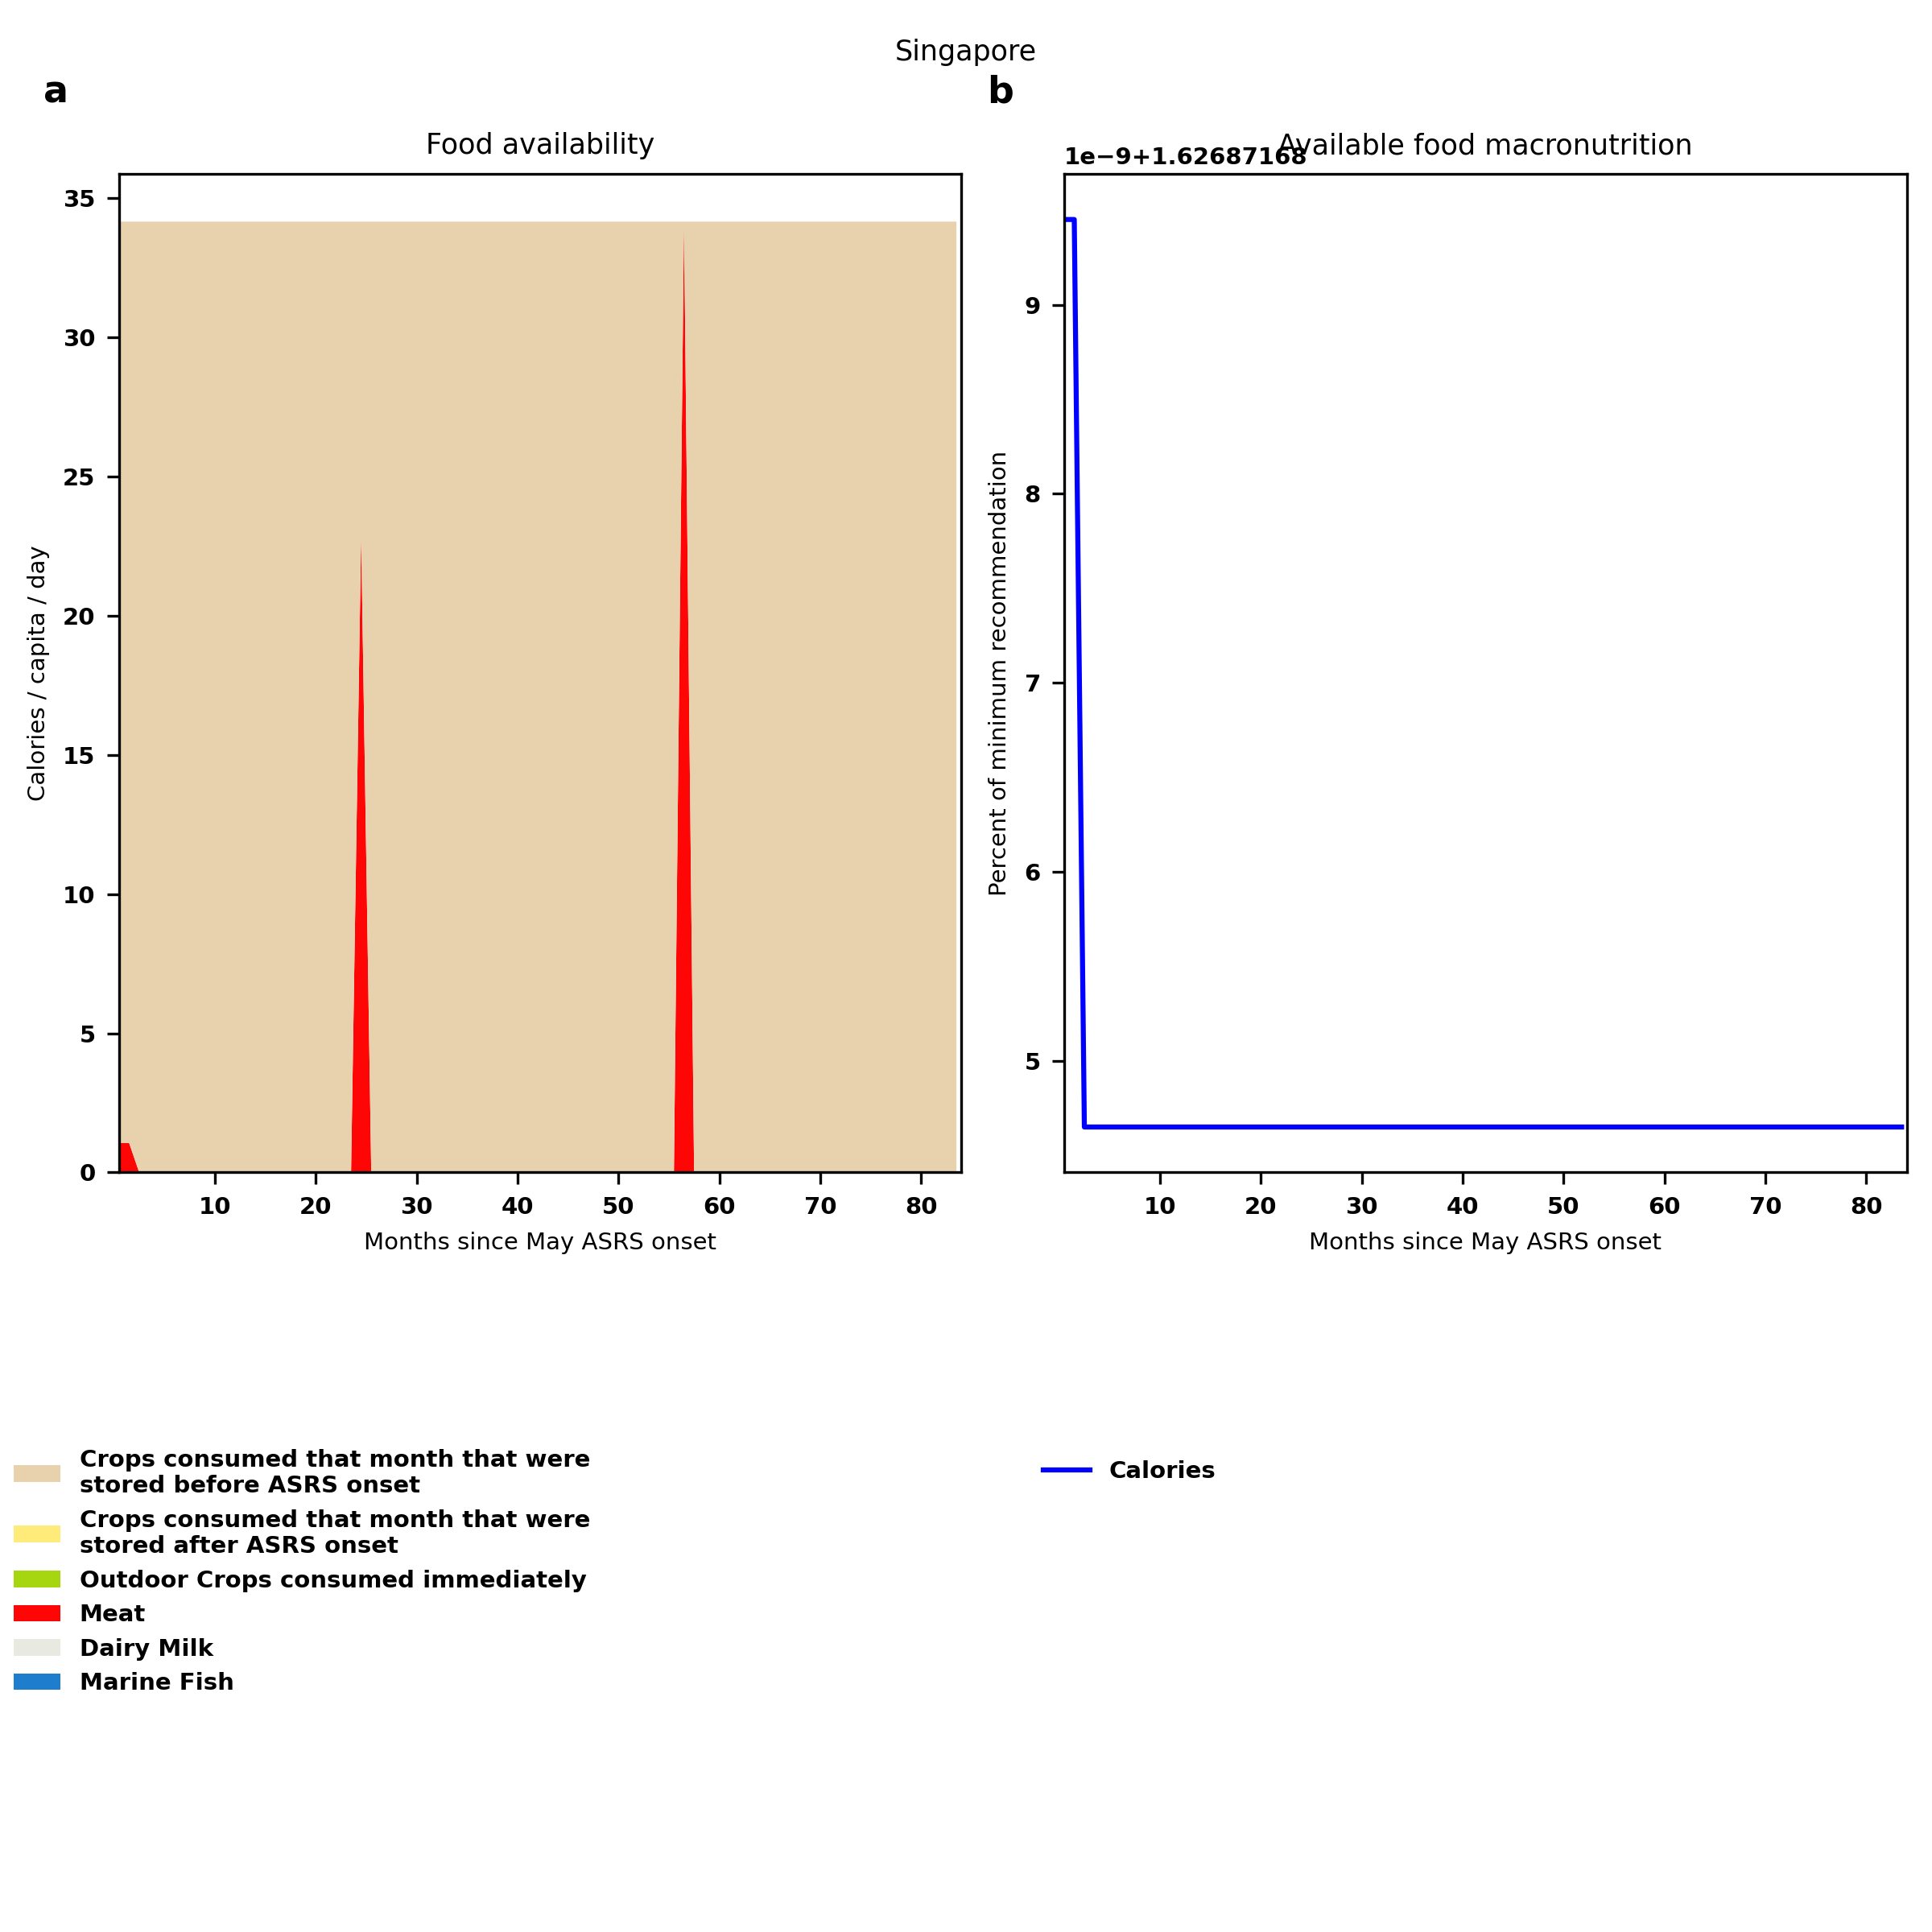 Singapore
a
Food availability
35
30
25
20
15
10
5
0
Calories / capita / day
10 20 30 40 50 60 70 80
Months since May ASRS onset
b
Available food macronutrition
1e−9+1.62687168
9
8
7
6
5
Percent of minimum recommendation
10 20 30 40 50 60 70 80
Months since May ASRS onset
Crops consumed that month that were
stored before ASRS onset
Crops consumed that month that were
stored after ASRS onset
Outdoor Crops consumed immediately
Meat
Dairy Milk
Marine Fish
Calories